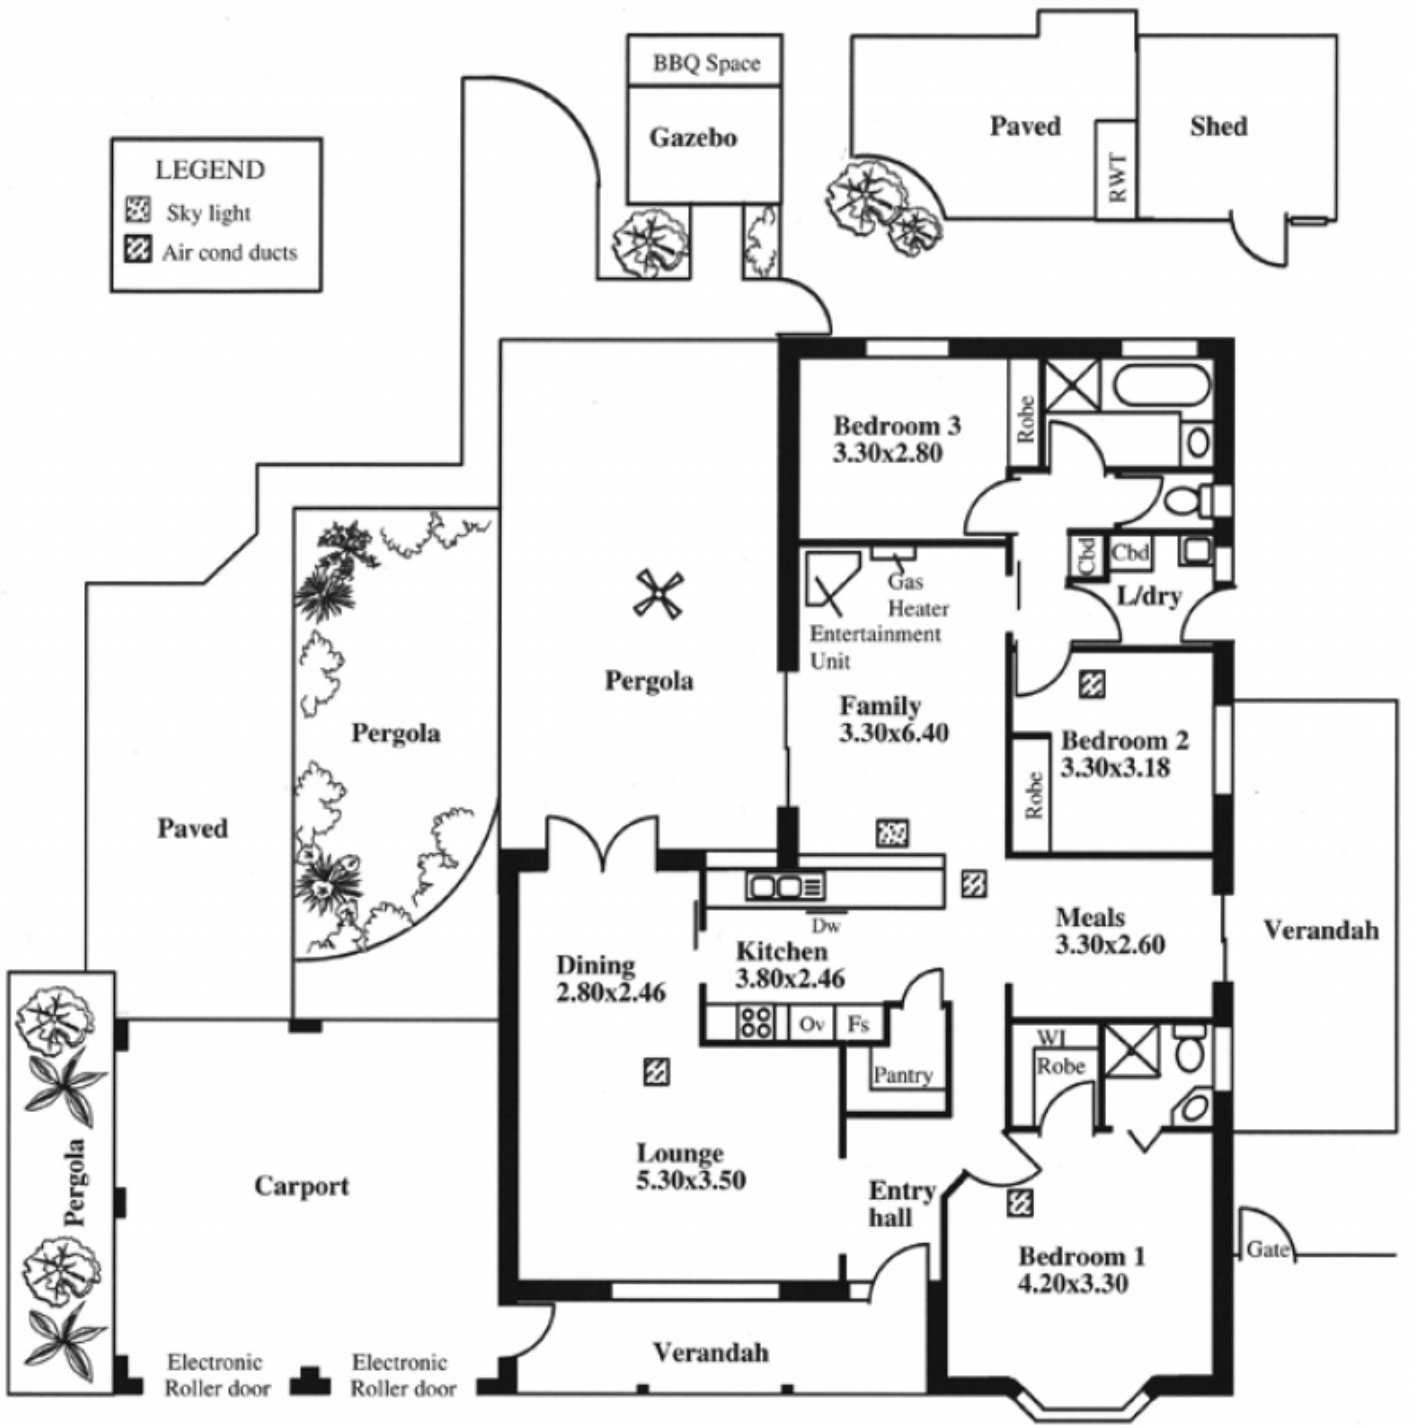 BBQ Space
Gazebo
Paved
RWT
Shed
LEGEND
Sky light
Air cond ducts
Bedroom 3
3.30x2.80
Robe
Cbd
Cbd
L/dry
Gas
Heater
Entertainment
Unit
Pergola
Family
3.30x6.40
Pergola
Bedroom 2
3.30x3.18
Robe
Paved
Dw
Meals
3.30x2.60
Verandah
Kitchen
3.80x2.46
Dining
2.80x2.46
Ov
Fs
WI
Robe
Pantry
Pergola
Carport
Lounge
5.30x3.50
Entry
hall
Bedroom 1
4.20x3.30
Gate
Electronic
Roller door
Electronic
Roller door
Verandah